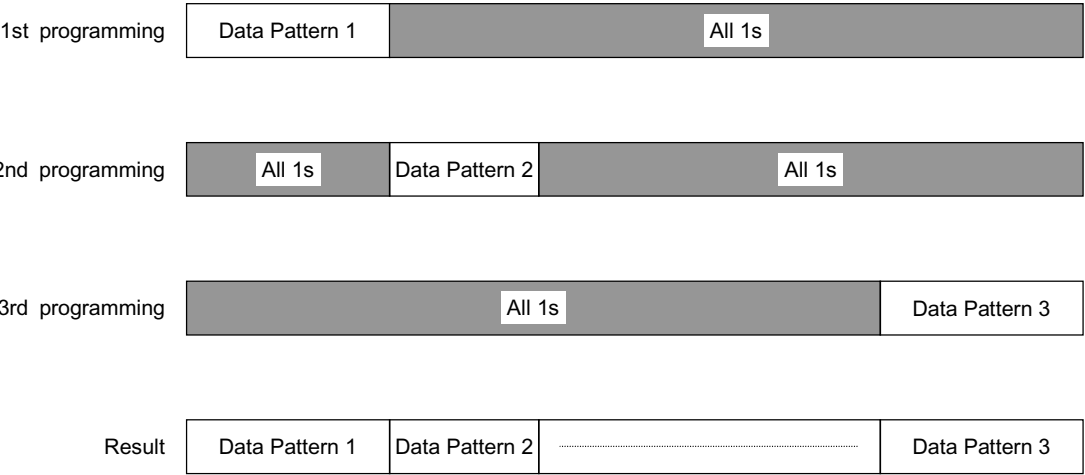 1st programming Data Pattern 1 All 1s
2nd programming All 1s Data Pattern 2 All 1s
3rd programming All 1s Data Pattern 3
Result Data Pattern 1 Data Pattern 2 Data Pattern 3